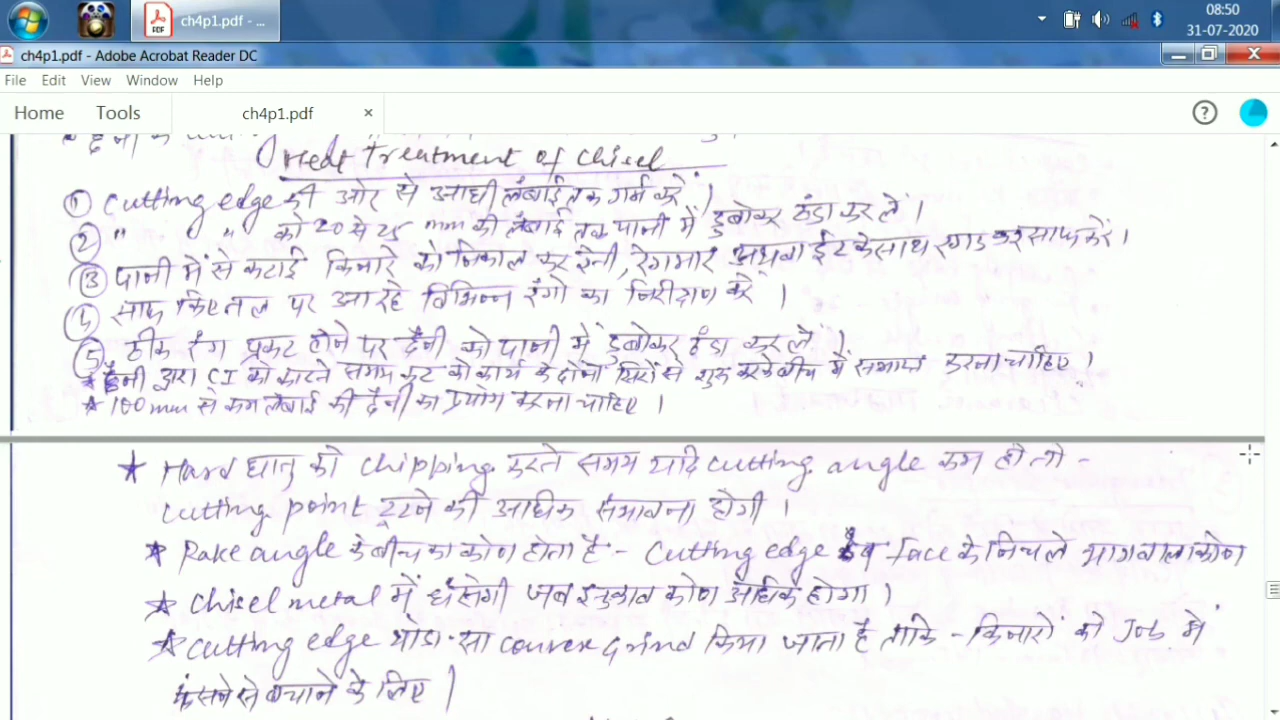 ch4p1.pdf - ...
08:50
31-07-2020
ch4p1.pdf - Adobe Acrobat Reader DC
File Edit View Window Help
Home Tools ch4p1.pdf ×
Heat Treatment of Chisel
① Cutting edge की ओर से आधी लंबाई तक गर्म करें।
② " " " को 20 से 25 mm की लंबाई तक पानी में डुबोकर ठंडा कर लें।
③ पानी में से कटाई किनारे को निकाल कर रेती, रेगमार अथवा ईंट के साथ रगड़ कर साफ करें।
④ साफ किए तल पर आ रहे विभिन्न रंगो का निरीक्षण करें।
⑤ ठीक रंग प्रकट होने पर छैनी को पानी में डुबोकर ठंडा कर लें।
★ छैनी द्वारा CI को काटते समय कट को कार्य के दोनों सिरों से शुरू करके बीच में समाप्त करना चाहिए।
★ 100 mm से कम लंबाई की छैनी का प्रयोग करना चाहिए।
★ Hard धातु को chipping करते समय यदि cutting angle कम हो तो -
cutting point टूटने की अधिक संभावना होगी।
★ Rake angle के बीच का कोण होता है :- Cutting edge व face के निचले भाग वाला कोण
★ Chisel metal में धंसेगी जब झुकाव कोण अधिक होगा।
★ Cutting edge थोडा-सा convex grind किया जाता है ताकि - किनारों को Job में
फंसने से बचाने के लिए।